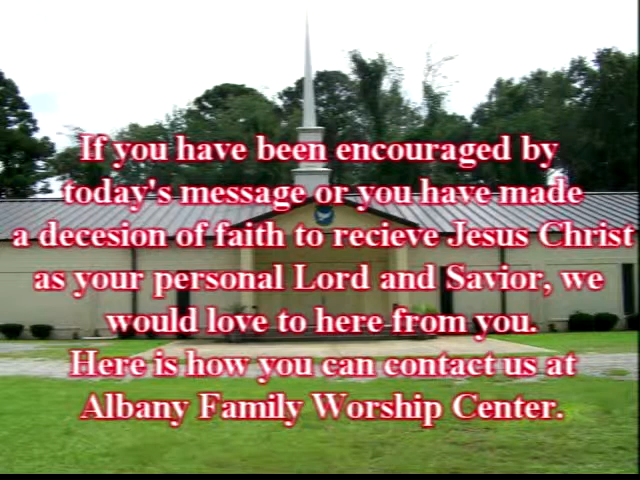 If you have been encouraged by
today's message or you have made
a decesion of faith to recieve Jesus Christ
as your personal Lord and Savior, we
would love to here from you.
Here is how you can contact us at
Albany Family Worship Center.